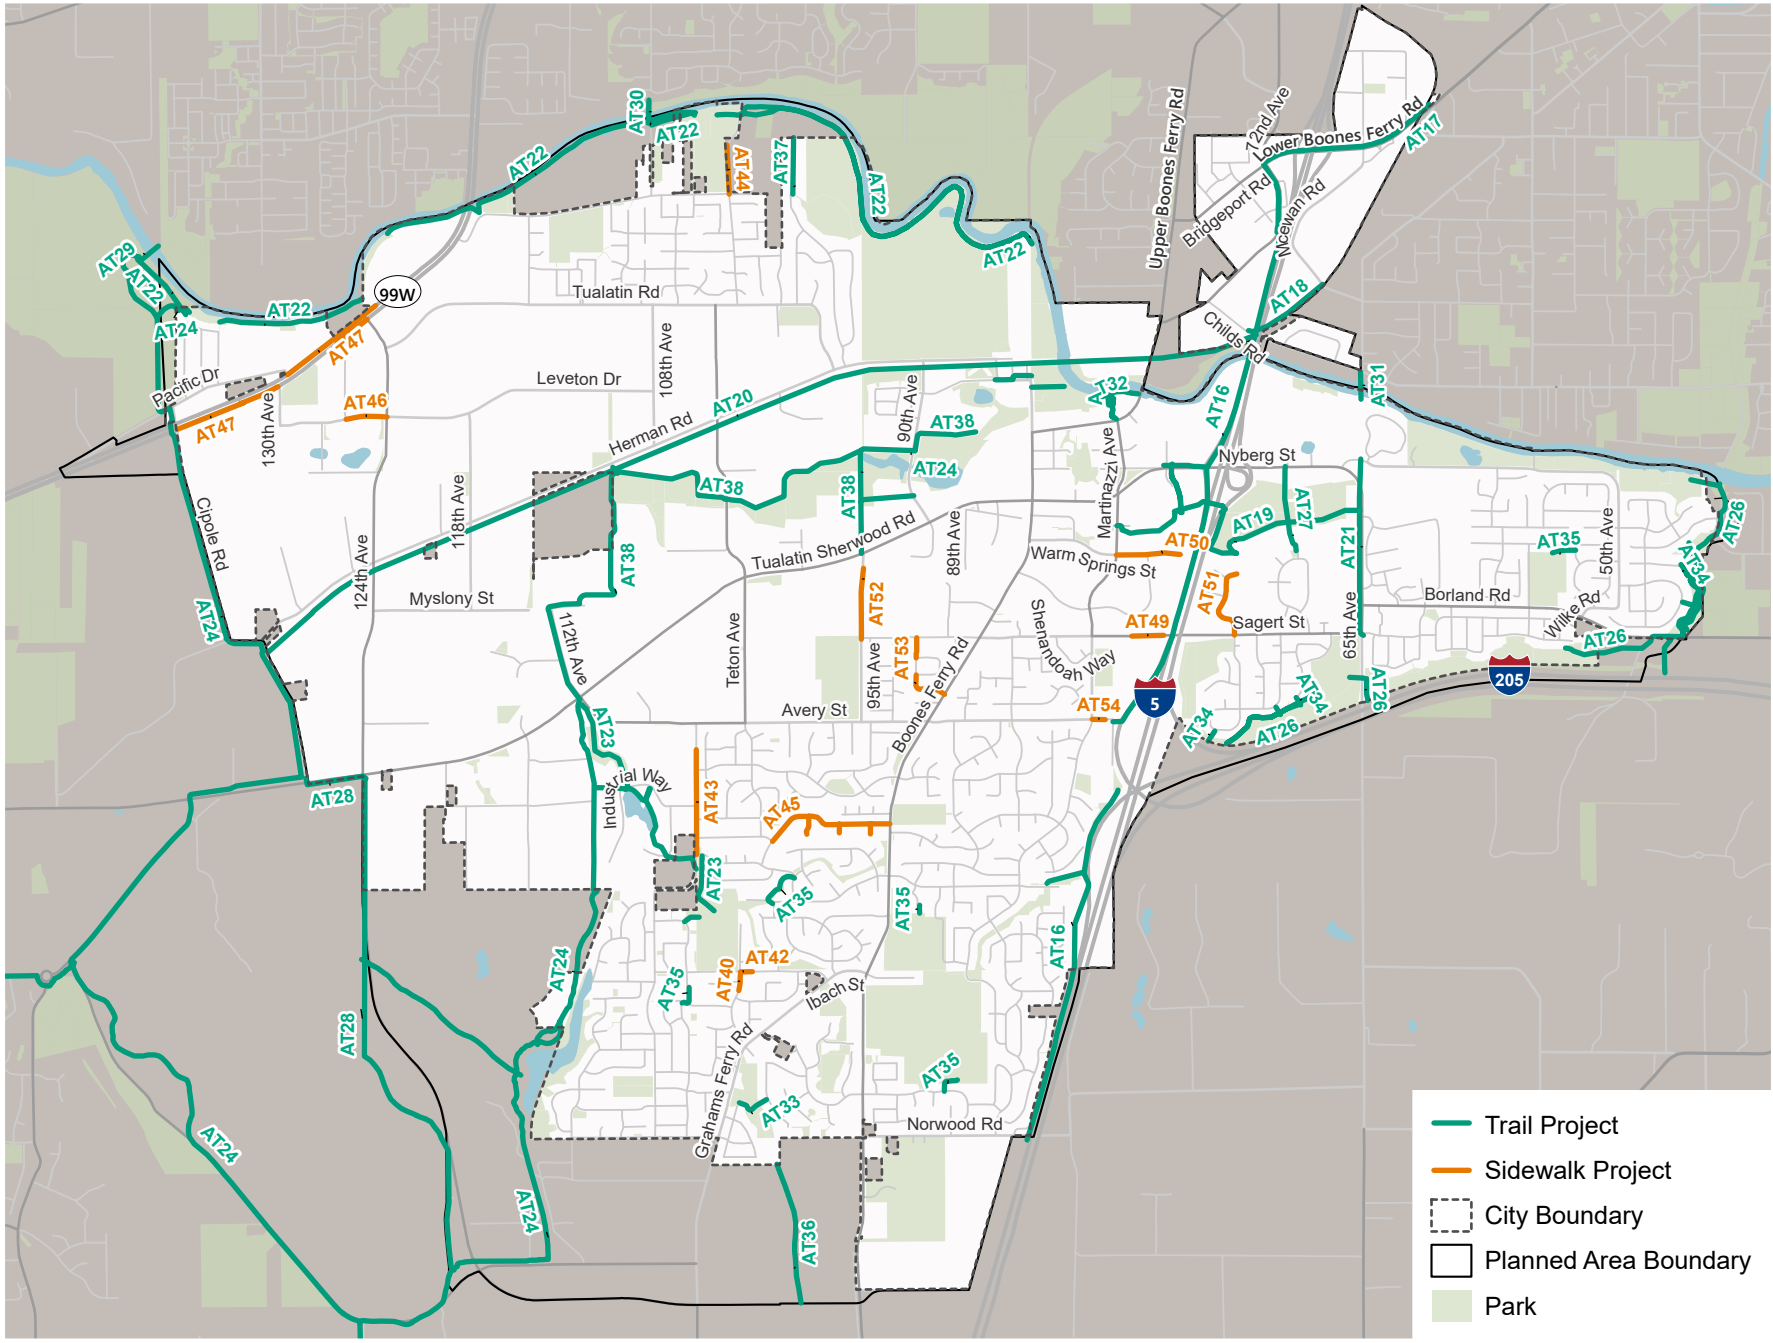 AT30
AT22
AT22
AT44
AT37
AT22
AT22
Upper Boones Ferry Rd
72nd Ave
Lower Boones Ferry Rd
AT17
Bridgeport Rd
Mcewan Rd
AT29
AT22
AT24
AT22
99W
AT47
Tualatin Rd
AT18
Childs Rd
Pacific Dr
AT47
130th Ave
AT46
Leveton Dr
108th Ave
AT20
Herman Rd
90th Ave
AT38
AT24
AT32
AT16
AT31
Martinazzi Ave
Nyberg St
Cipole Rd
118th Ave
124th Ave
AT38
AT38
AT38
Tualatin Sherwood Rd
89th Ave
Warm Springs St
AT50
AT19
AT27
AT21
AT35
50th Ave
AT26
AT34
AT24
Myslony St
112th Ave
Teton Ave
AT52
AT53
95th Ave
Boones Ferry Rd
Shenandoah Way
AT49
AT51
Sagert St
65th Ave
Borland Rd
Wilke Rd
AT26
205
AT23
Avery St
AT54
5
AT34
AT34
AT26
AT26
AT28
Industrial Way
AT43
AT45
AT23
AT35
AT35
AT16
AT24
AT35
AT40
AT42
Ibach St
AT28
Grahams Ferry Rd
AT33
AT35
Norwood Rd
AT24
AT24
AT36
Trail Project
Sidewalk Project
City Boundary
Planned Area Boundary
Park